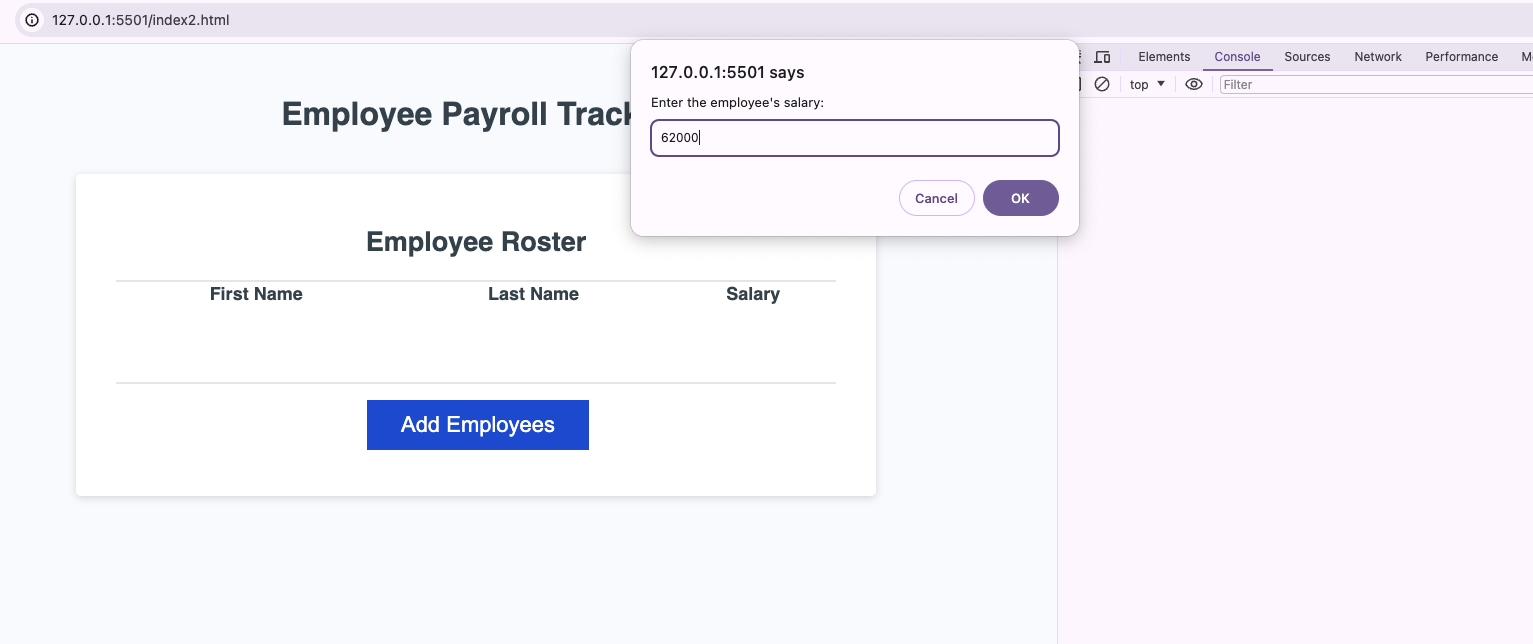 127.0.0.1:5501/index2.html
127.0.0.1:5501 says
Enter the employee's salary:
62000
Cancel
OK
Elements
Console
Sources
Network
Performance
top
Filter
Employee Payroll
Employee Roster
First Name
Last Name
Salary
Add Employees